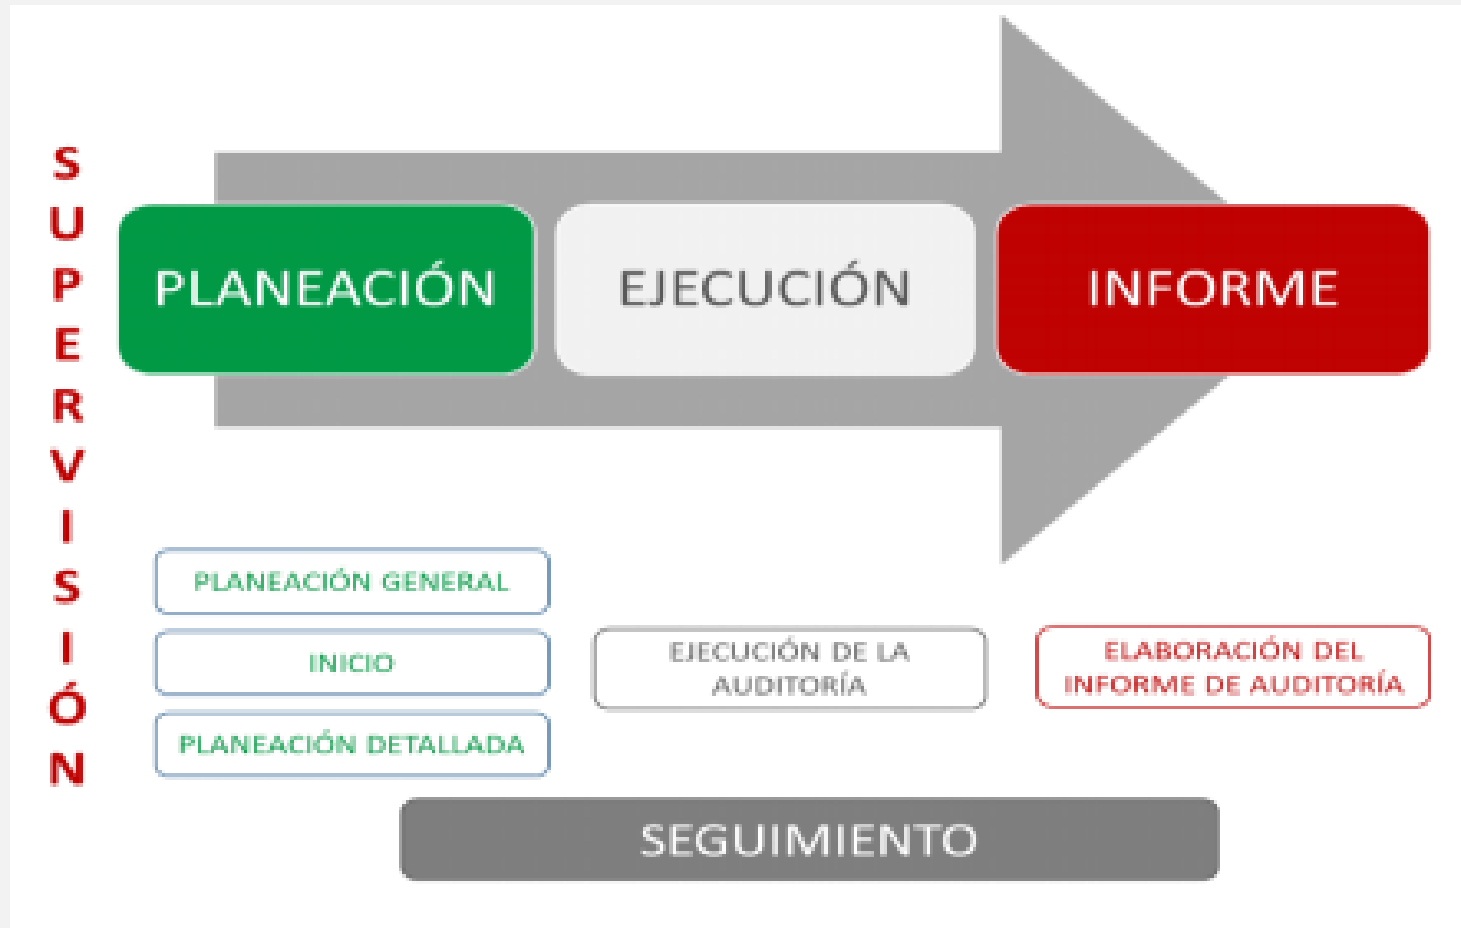 SUPERVISIÓN
PLANEACIÓN
EJECUCIÓN
INFORME
PLANEACIÓN GENERAL
INICIO
PLANEACIÓN DETALLADA
EJECUCIÓN DE LA
AUDITORÍA
ELABORACIÓN DEL
INFORME DE AUDITORÍA
SEGUIMIENTO